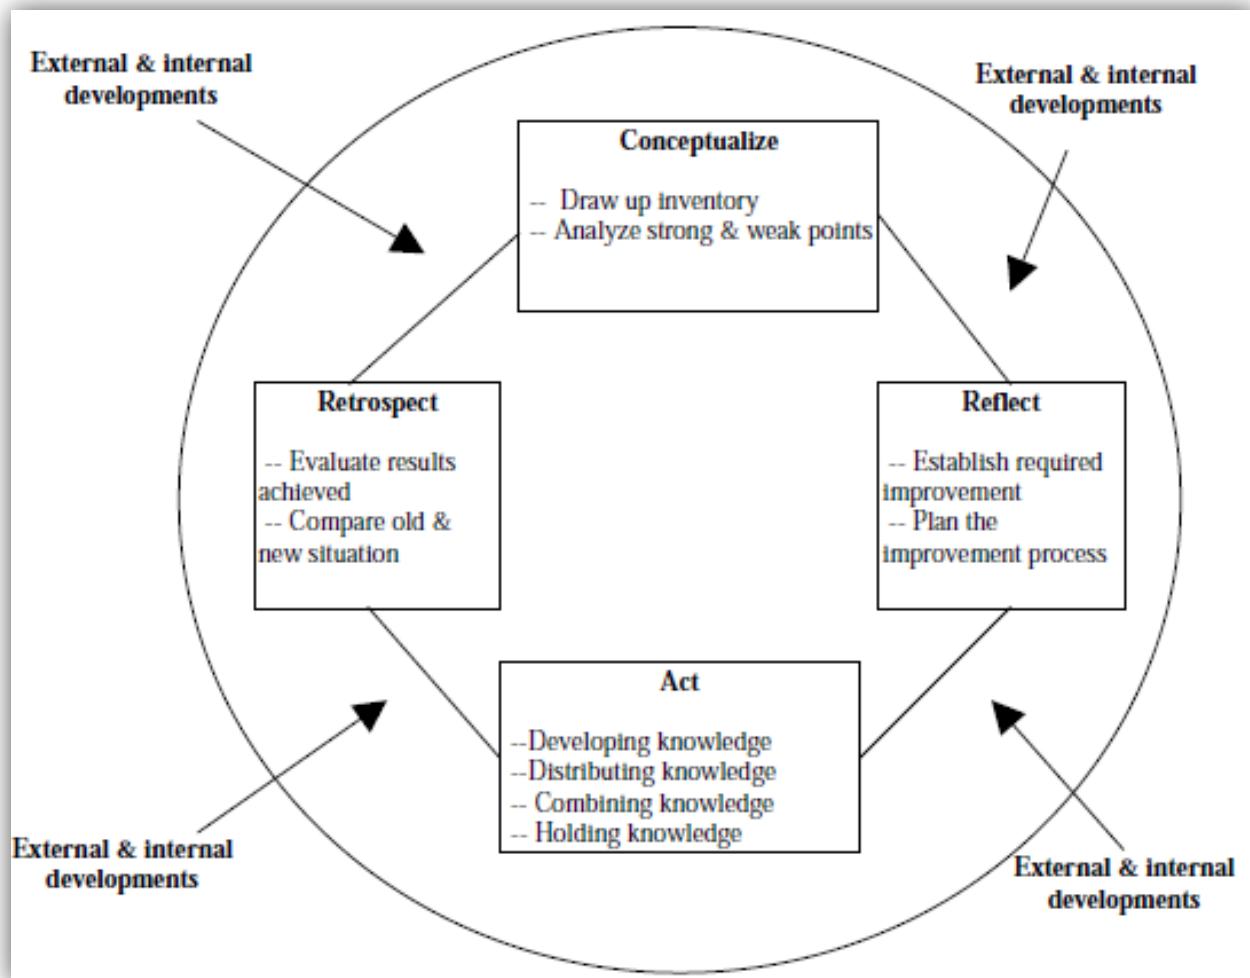 External & internal
developments
External & internal
developments
Conceptualize
-- Draw up inventory
-- Analyze strong & weak points
Retrospect
-- Evaluate results
achieved
-- Compare old &
new situation
Reflect
-- Establish required
improvement
-- Plan the
improvement process
Act
--Developing knowledge
--Distributing knowledge
-- Combining knowledge
-- Holding knowledge
External & internal
developments
External & internal
developments